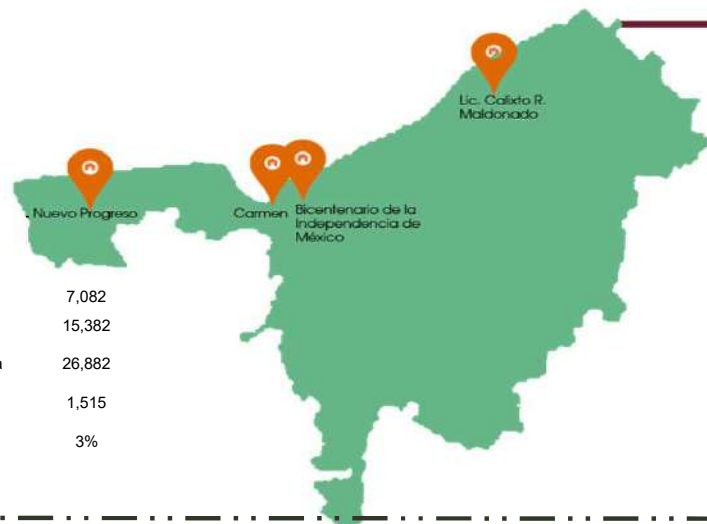 Lic. Calixto R.
Maldonado
. Nuevo Progreso
Carmen
Bicentenario de la
Independencia de
México
7,082
15,382
a 26,882
1,515
3%